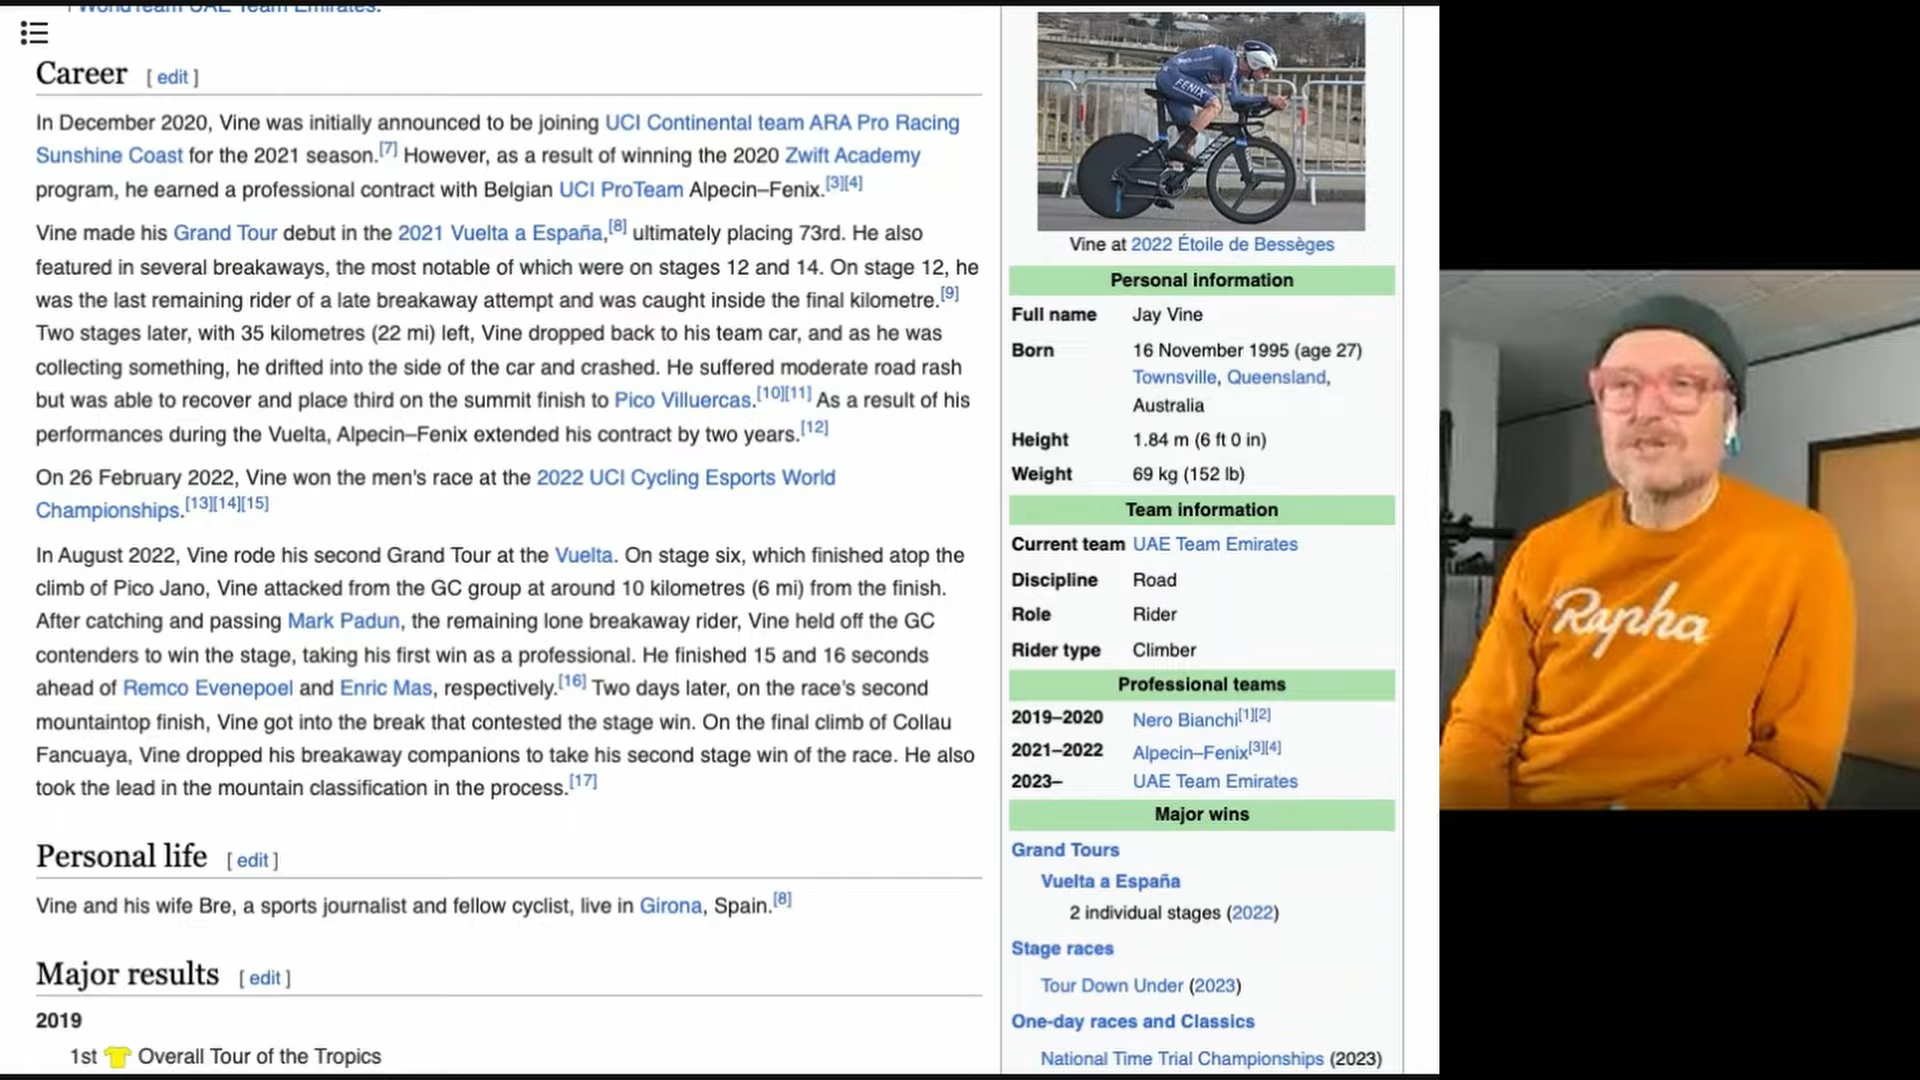 WorldTeam UAE Team Emirates.
Career [ edit ]
In December 2020, Vine was initially announced to be joining UCI Continental team ARA Pro Racing
Sunshine Coast for the 2021 season.[7] However, as a result of winning the 2020 Zwift Academy
program, he earned a professional contract with Belgian UCI ProTeam Alpecin–Fenix.[3][4]
Vine made his Grand Tour debut in the 2021 Vuelta a España,[8] ultimately placing 73rd. He also
featured in several breakaways, the most notable of which were on stages 12 and 14. On stage 12, he
was the last remaining rider of a late breakaway attempt and was caught inside the final kilometre.[9]
Two stages later, with 35 kilometres (22 mi) left, Vine dropped back to his team car, and as he was
collecting something, he drifted into the side of the car and crashed. He suffered moderate road rash
but was able to recover and place third on the summit finish to Pico Villuercas.[10][11] As a result of his
performances during the Vuelta, Alpecin–Fenix extended his contract by two years.[12]
On 26 February 2022, Vine won the men's race at the 2022 UCI Cycling Esports World
Championships.[13][14][15]
In August 2022, Vine rode his second Grand Tour at the Vuelta. On stage six, which finished atop the
climb of Pico Jano, Vine attacked from the GC group at around 10 kilometres (6 mi) from the finish.
After catching and passing Mark Padun, the remaining lone breakaway rider, Vine held off the GC
contenders to win the stage, taking his first win as a professional. He finished 15 and 16 seconds
ahead of Remco Evenepoel and Enric Mas, respectively.[16] Two days later, on the race's second
mountaintop finish, Vine got into the break that contested the stage win. On the final climb of Collau
Fancuaya, Vine dropped his breakaway companions to take his second stage win of the race. He also
took the lead in the mountain classification in the process.[17]
Personal life [ edit ]
Vine and his wife Bre, a sports journalist and fellow cyclist, live in Girona, Spain.[8]
Major results [ edit ]
2019
1st Overall Tour of the Tropics
FENIX
Vine at 2022 Étoile de Bessèges
Personal information
Full name Jay Vine
Born 16 November 1995 (age 27)
Townsville, Queensland,
Australia
Height 1.84 m (6 ft 0 in)
Weight 69 kg (152 lb)
Team information
Current team UAE Team Emirates
Discipline Road
Role Rider
Rider type Climber
Professional teams
2019–2020 Nero Bianchi[1][2]
2021–2022 Alpecin–Fenix[3][4]
2023– UAE Team Emirates
Major wins
Grand Tours
Vuelta a España
2 individual stages (2022)
Stage races
Tour Down Under (2023)
One-day races and Classics
National Time Trial Championships (2023)
Rapha